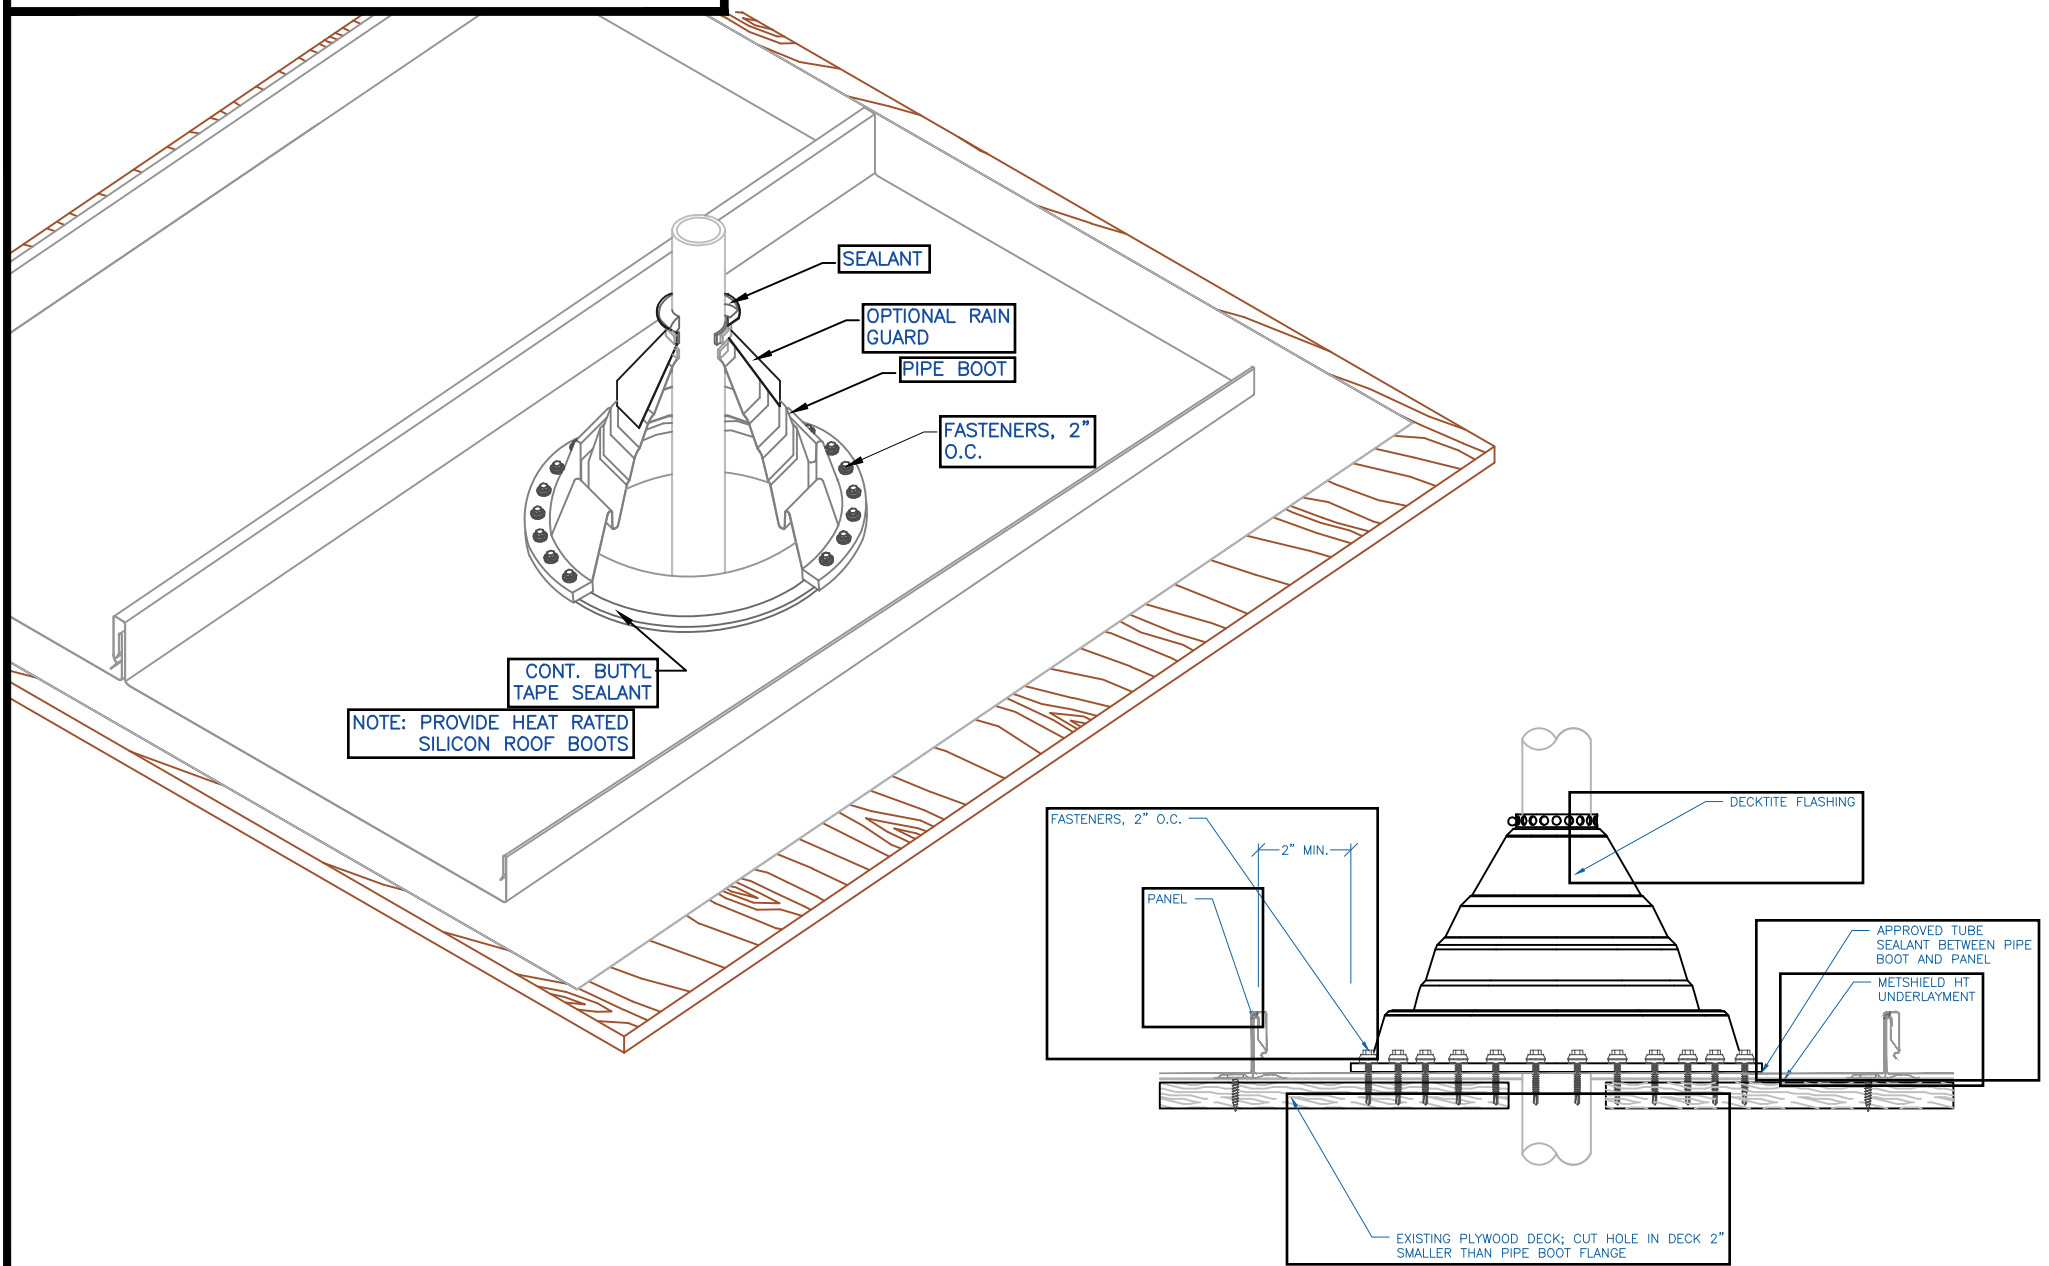 SEALANT
OPTIONAL RAIN
GUARD
PIPE BOOT
FASTENERS, 2"
O.C.
CONT. BUTYL
TAPE SEALANT
NOTE: PROVIDE HEAT RATED
SILICON ROOF BOOTS
DECKTITE FLASHING
FASTENERS, 2" O.C.
2" MIN.
PANEL
APPROVED TUBE
SEALANT BETWEEN PIPE
BOOT AND PANEL
METSHIELD HT
UNDERLAYMENT
EXISTING PLYWOOD DECK; CUT HOLE IN DECK 2"
SMALLER THAN PIPE BOOT FLANGE